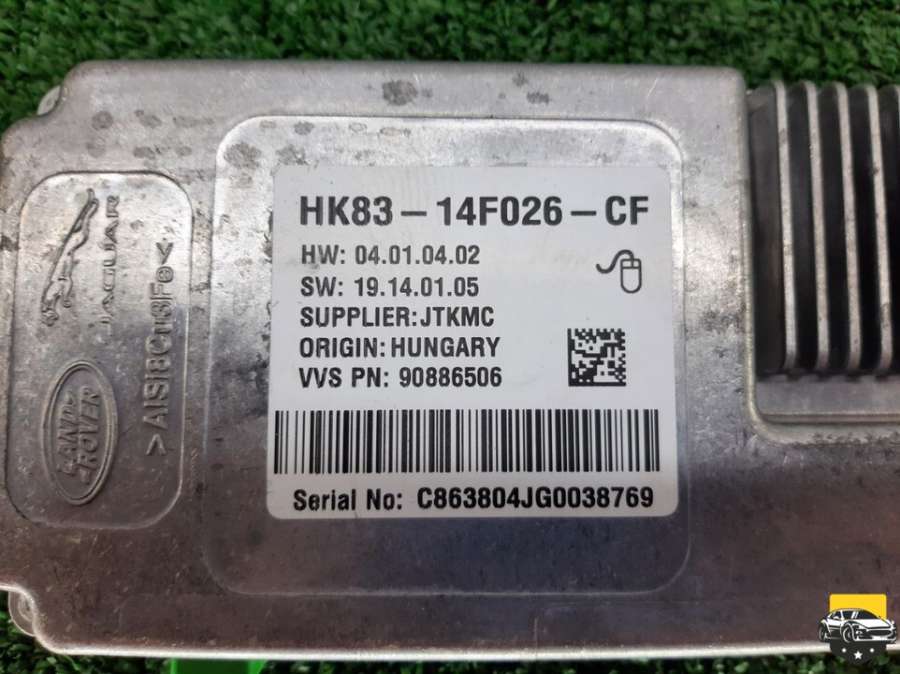 HK83-14F026-CF
HW: 04.01.04.02
SW: 19.14.01.05
SUPPLIER:JTKMC
ORIGIN:HUNGARY
VVS PN: 90886506
Serial No: C863804JG0038769
JAGUAR
LAND ROVER
>AlSi8Cu3Fe<